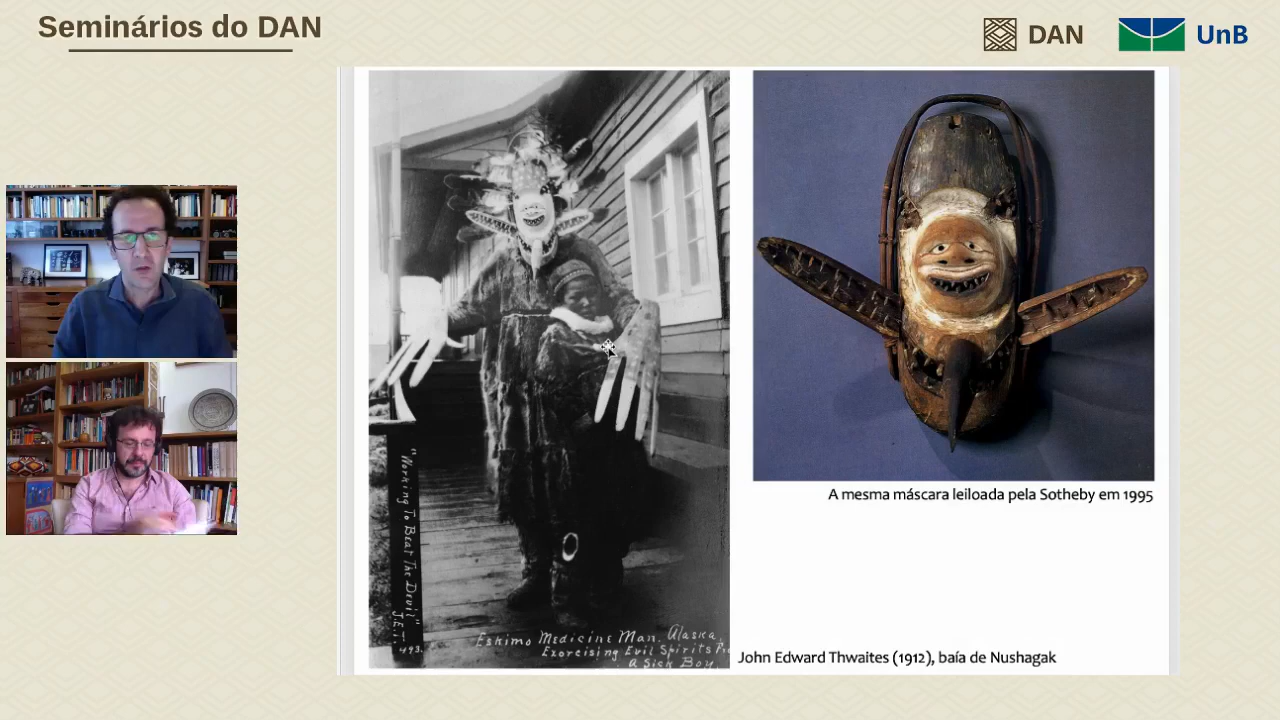 Seminários do DAN
DAN
UnB
"Working To Beat The Devil"
J.E.T.
493.
Eskimo Medicine Man, Alaska,
Exorcising Evil Spirits
a Sick Boy.
A mesma máscara leiloada pela Sotheby em 1995
John Edward Thwaites (1912), baía de Nushagak